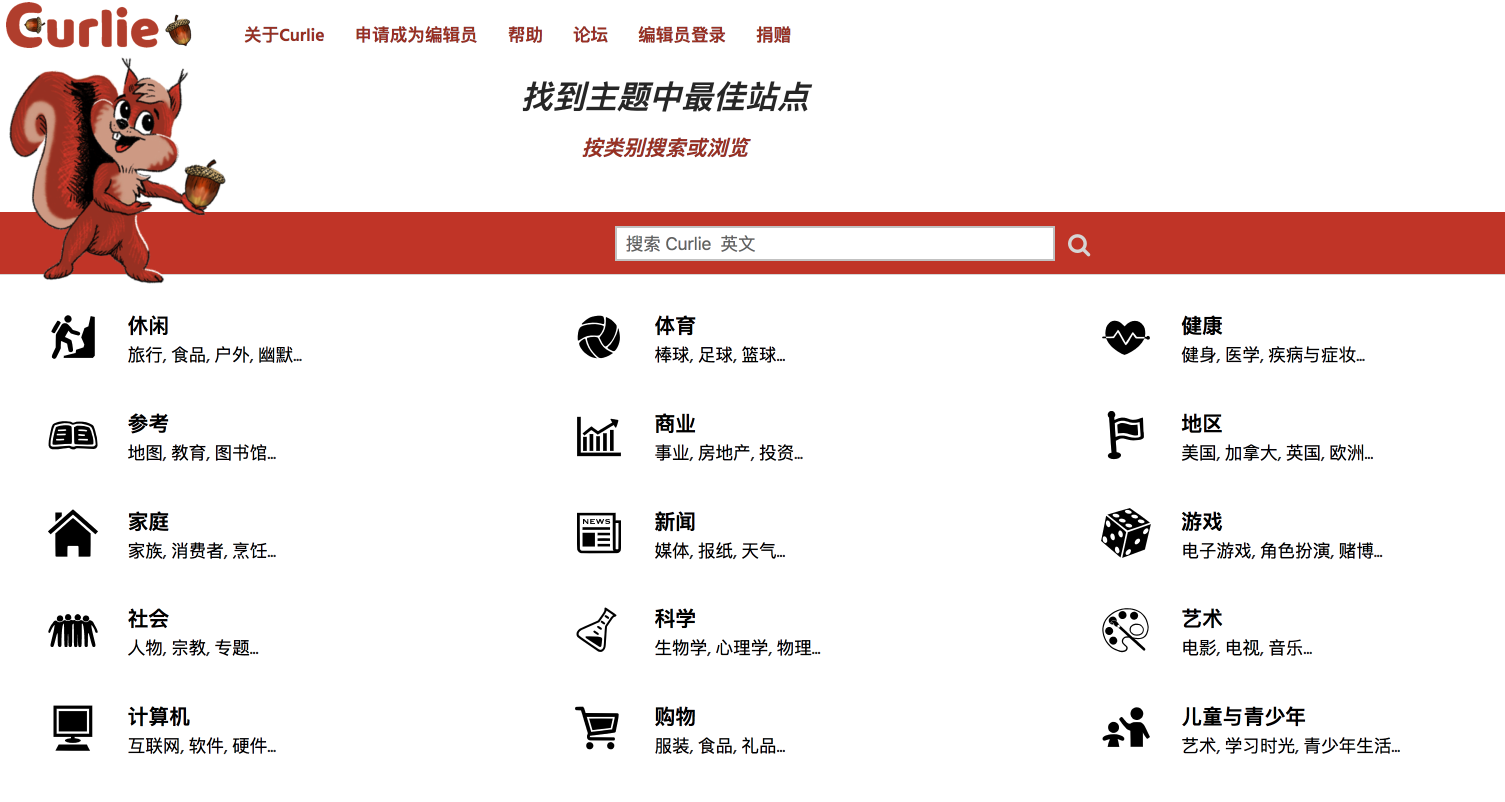 Curlie
关于Curlie 申请成为编辑员 帮助 论坛 编辑员登录 捐赠
找到主题中最佳站点
按类别搜索或浏览
搜索 Curlie 英文
休闲
旅行, 食品, 户外, 幽默...
体育
棒球, 足球, 篮球...
健康
健身, 医学, 疾病与症妆...
参考
地图, 教育, 图书馆...
商业
事业, 房地产, 投资...
地区
美国, 加拿大, 英国, 欧洲...
家庭
家族, 消费者, 烹饪...
NEWS
新闻
媒体, 报纸, 天气...
游戏
电子游戏, 角色扮演, 赌博...
社会
人物, 宗教, 专题...
科学
生物学, 心理学, 物理...
艺术
电影, 电视, 音乐...
计算机
互联网, 软件, 硬件...
购物
服装, 食品, 礼品...
儿童与青少年
艺术, 学习时光, 青少年生活...